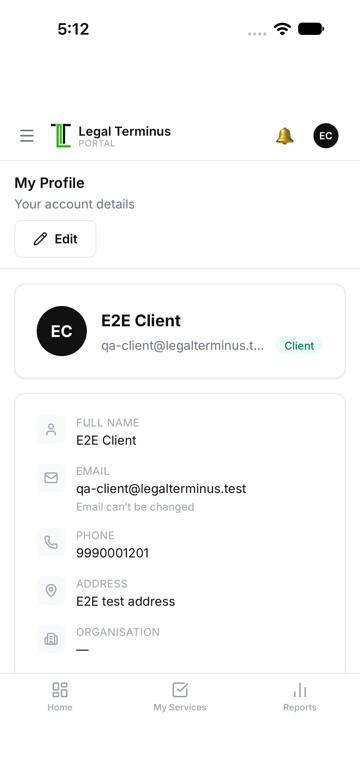 5:12
Legal Terminus
PORTAL
EC
My Profile
Your account details
Edit
EC
E2E Client
qa-client@legalterminus.t...
Client
FULL NAME
E2E Client
EMAIL
qa-client@legalterminus.test
Email can't be changed
PHONE
9990001201
ADDRESS
E2E test address
ORGANISATION
—
Home
My Services
Reports